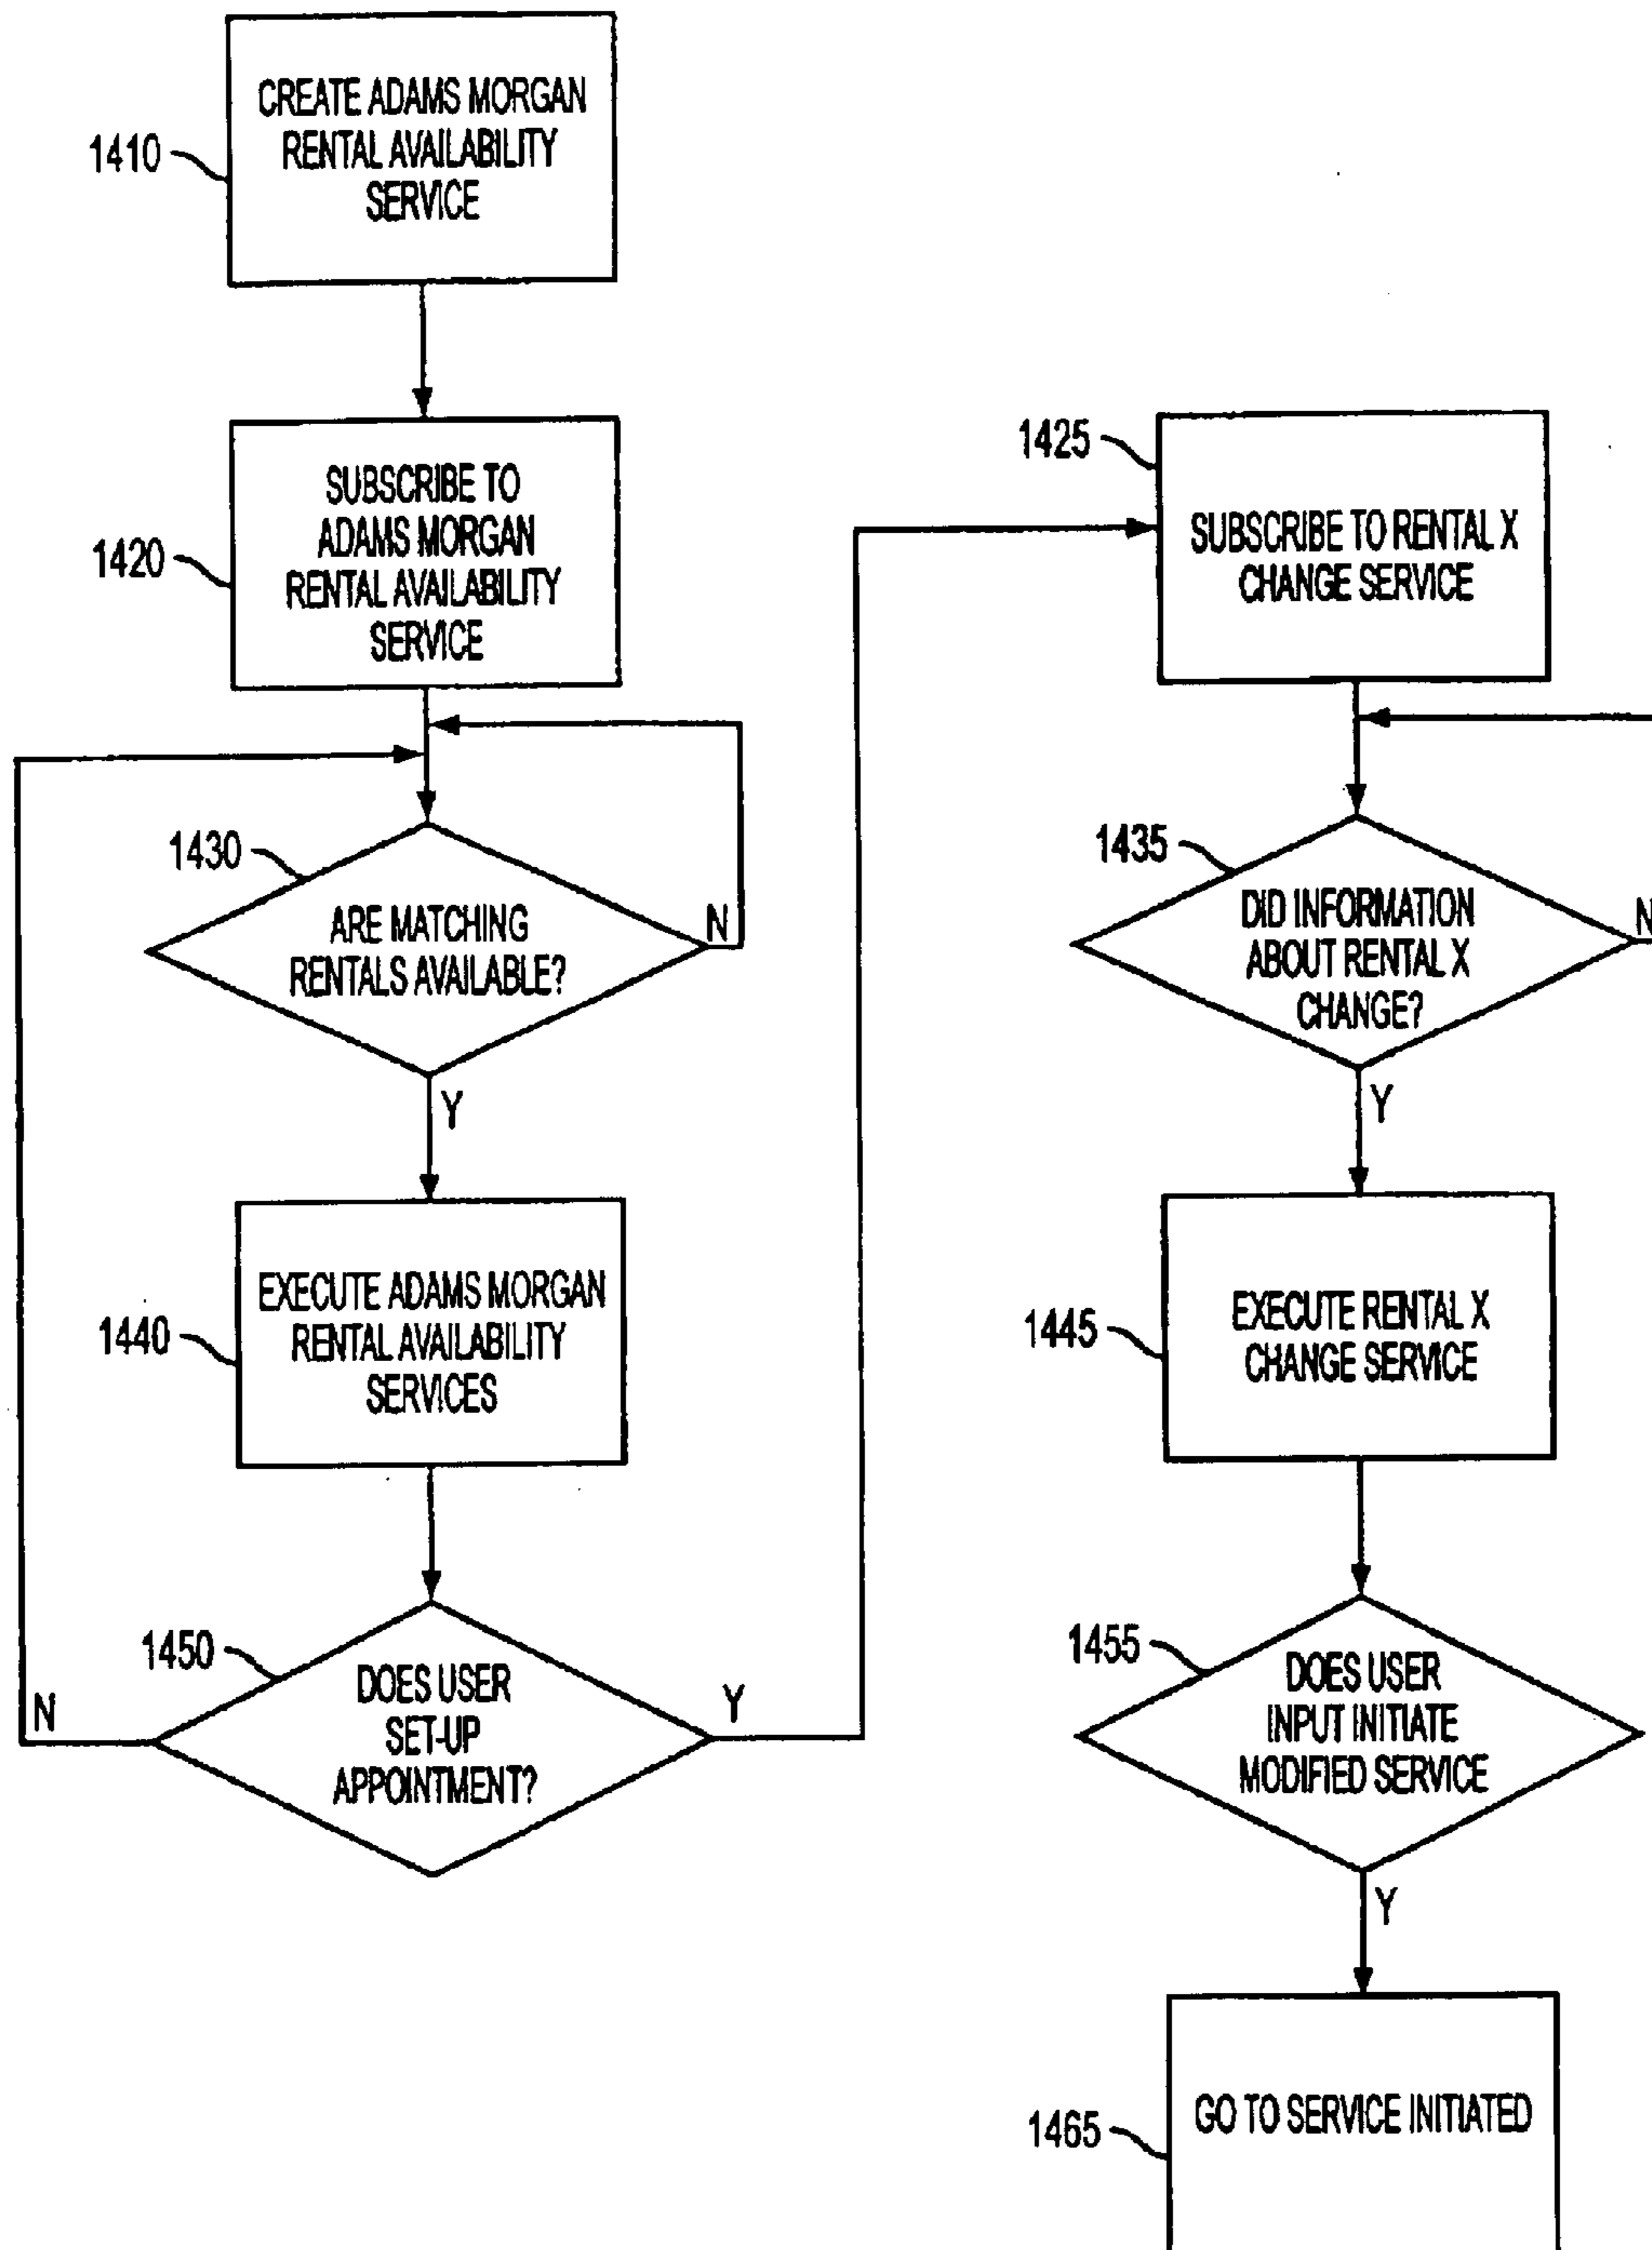 1410
CREATE ADAMS MORGAN
RENTAL AVAILABILITY
SERVICE
1420
SUBSCRIBE TO
ADAMS MORGAN
RENTAL AVAILABILITY
SERVICE
1430
ARE MATCHING
RENTALS AVAILABLE?
N
Y
1440
EXECUTE ADAMS MORGAN
RENTAL AVAILABILITY
SERVICES
1450
DOES USER
SET-UP
APPOINTMENT?
N
Y
1425
SUBSCRIBE TO RENTAL X
CHANGE SERVICE
1435
DID INFORMATION
ABOUT RENTAL X
CHANGE?
N
Y
1445
EXECUTE RENTAL X
CHANGE SERVICE
1455
DOES USER
INPUT INITIATE
MODIFIED SERVICE
Y
1465
GO TO SERVICE INITIATED